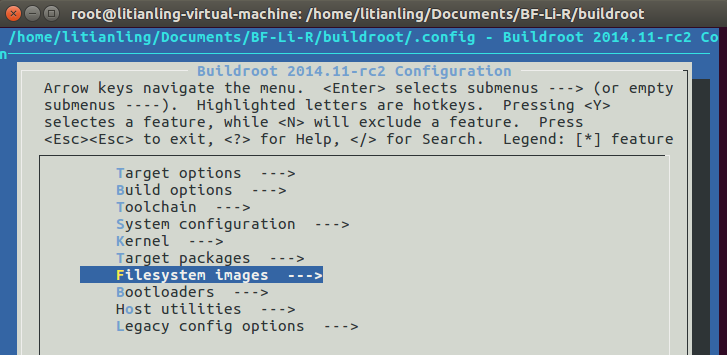 root@litianling-virtual-machine: /home/litianling/Documents/BF-Li-R/buildroot
/home/litianling/Documents/BF-Li-R/buildroot/.config - Buildroot 2014.11-rc2 Co
n
Buildroot 2014.11-rc2 Configuration
Arrow keys navigate the menu.  <Enter> selects submenus ---> (or empty
submenus ----).  Highlighted letters are hotkeys.  Pressing <Y>
selectes a feature, while <N> will exclude a feature.  Press
<Esc><Esc> to exit, <?> for Help, </> for Search.  Legend: [*] feature
Target options  --->
Build options  --->
Toolchain  --->
System configuration  --->
Kernel  --->
Target packages  --->
Filesystem images  --->
Bootloaders  --->
Host utilities  --->
Legacy config options  --->